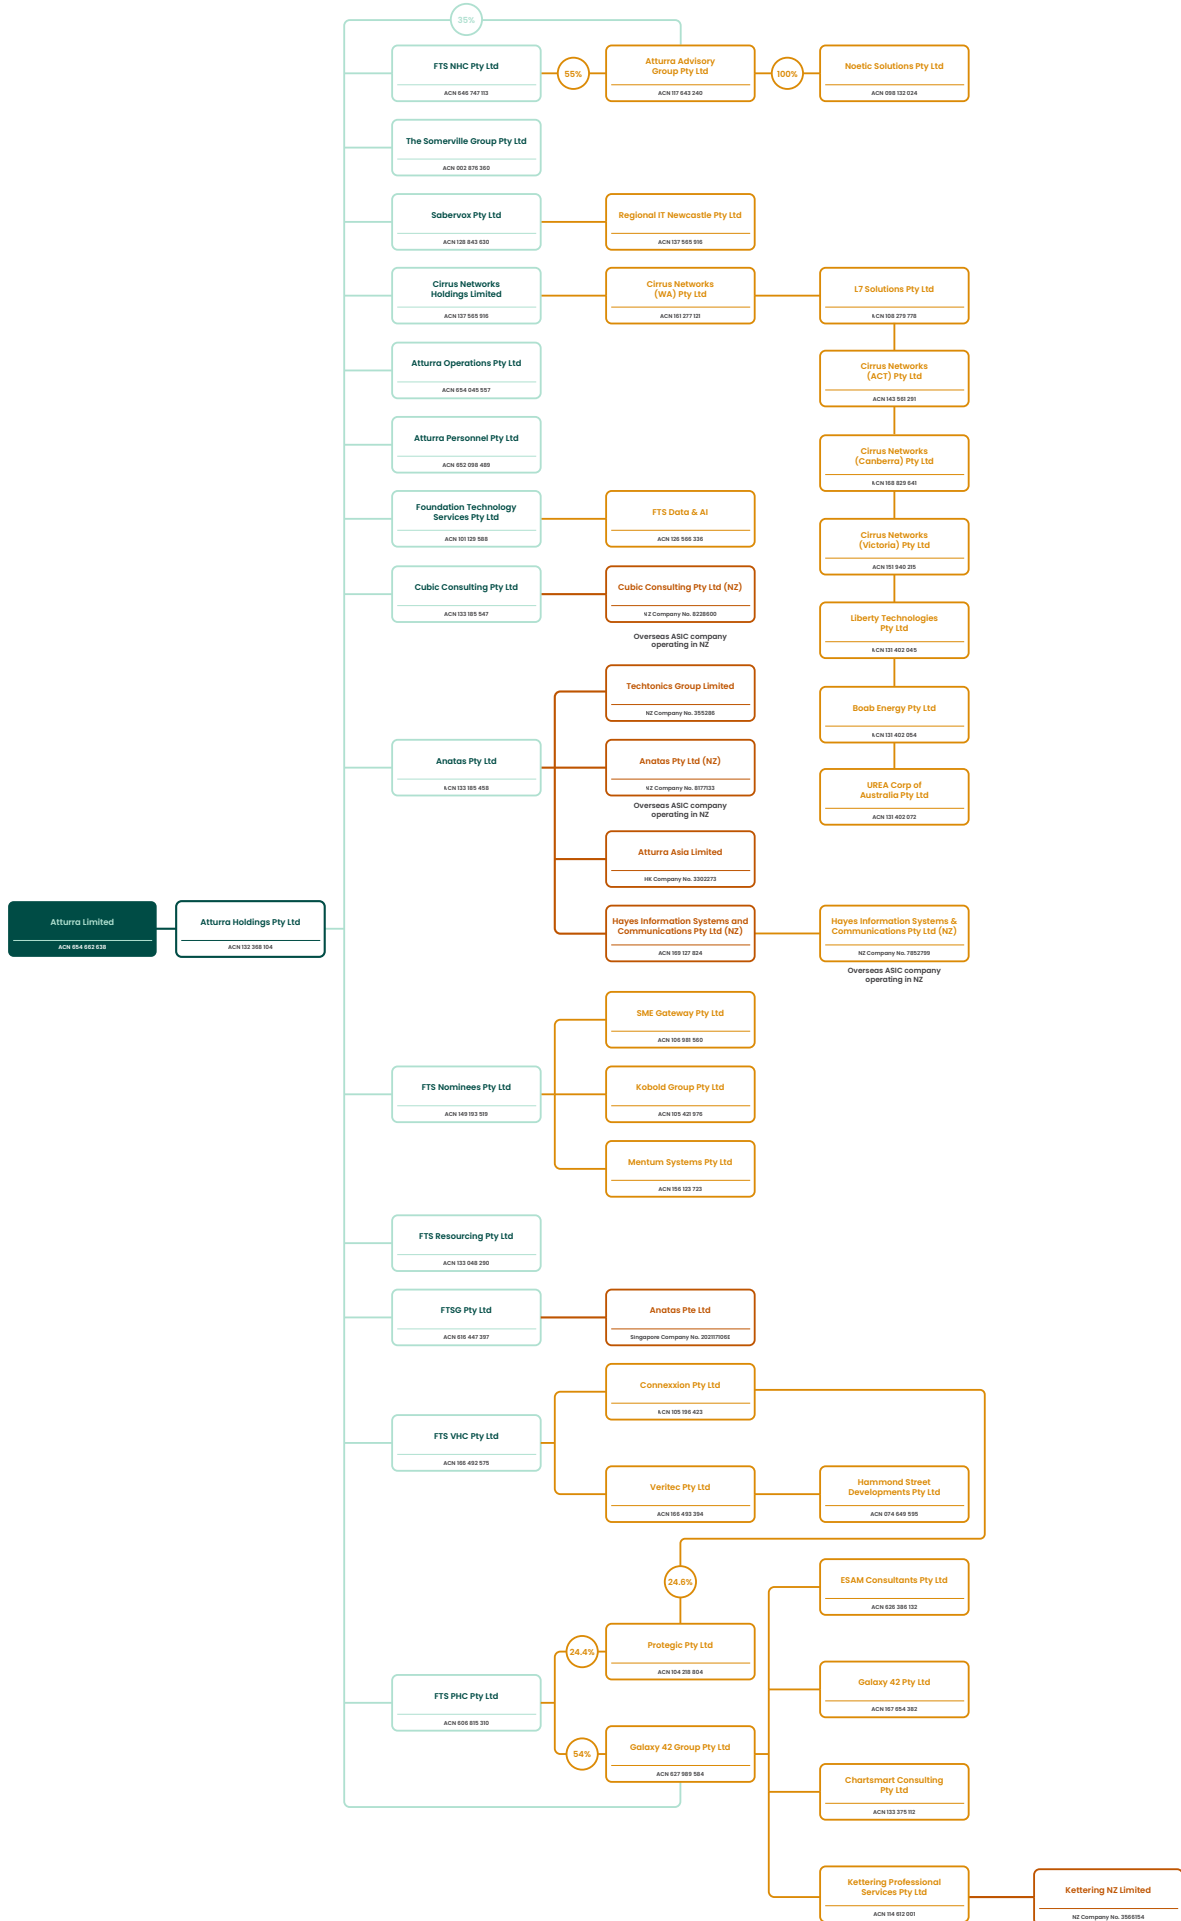 35%
FTS NHC Pty Ltd
ACN 646 747 113
55%
Atturra Advisory
Group Pty Ltd
ACN 117 643 240
100%
Noetic Solutions Pty Ltd
ACN 098 132 024
The Somerville Group Pty Ltd
ACN 002 876 360
Sabervox Pty Ltd
ACN 128 843 630
Regional IT Newcastle Pty Ltd
ACN 137 565 916
Cirrus Networks
Holdings Limited
ACN 137 565 916
Cirrus Networks
(WA) Pty Ltd
ACN 161 277 121
L7 Solutions Pty Ltd
ACN 108 279 778
Cirrus Networks
(ACT) Pty Ltd
ACN 143 561 291
Cirrus Networks
(Canberra) Pty Ltd
ACN 168 829 641
Cirrus Networks
(Victoria) Pty Ltd
ACN 151 940 215
Liberty Technologies
Pty Ltd
ACN 131 402 045
Boab Energy Pty Ltd
ACN 131 402 054
UREA Corp of
Australia Pty Ltd
ACN 131 402 072
Atturra Operations Pty Ltd
ACN 654 045 557
Atturra Personnel Pty Ltd
ACN 652 098 489
Foundation Technology
Services Pty Ltd
ACN 101 129 588
FTS Data & AI
ACN 126 566 336
Cubic Consulting Pty Ltd
ACN 133 185 547
Cubic Consulting Pty Ltd (NZ)
NZ Company No. 8228600
Overseas ASIC company
operating in NZ
Anatas Pty Ltd
ACN 133 185 458
Techtonics Group Limited
NZ Company No. 355286
Anatas Pty Ltd (NZ)
NZ Company No. 8177133
Overseas ASIC company
operating in NZ
Atturra Asia Limited
HK Company No. 3302273
Hayes Information Systems and
Communications Pty Ltd (NZ)
ACN 169 127 824
Hayes Information Systems &
Communications Pty Ltd (NZ)
NZ Company No. 7852799
Overseas ASIC company
operating in NZ
Atturra Limited
ACN 654 662 638
Atturra Holdings Pty Ltd
ACN 132 368 104
FTS Nominees Pty Ltd
ACN 149 193 519
SME Gateway Pty Ltd
ACN 106 981 560
Kobold Group Pty Ltd
ACN 105 421 976
Mentum Systems Pty Ltd
ACN 156 123 723
FTS Resourcing Pty Ltd
ACN 133 048 290
FTSG Pty Ltd
ACN 616 447 397
Anatas Pte Ltd
Singapore Company No. 202117106E
FTS VHC Pty Ltd
ACN 166 492 575
Connexxion Pty Ltd
ACN 105 196 423
Veritec Pty Ltd
ACN 166 493 394
Hammond Street
Developments Pty Ltd
ACN 074 649 595
24.6%
FTS PHC Pty Ltd
ACN 606 815 310
24.4%
Protegic Pty Ltd
ACN 104 218 804
54%
Galaxy 42 Group Pty Ltd
ACN 627 989 584
ESAM Consultants Pty Ltd
ACN 626 386 132
Galaxy 42 Pty Ltd
ACN 167 654 382
Chartsmart Consulting
Pty Ltd
ACN 133 375 112
Kettering Professional
Services Pty Ltd
ACN 114 612 001
Kettering NZ Limited
NZ Company No. 3566154